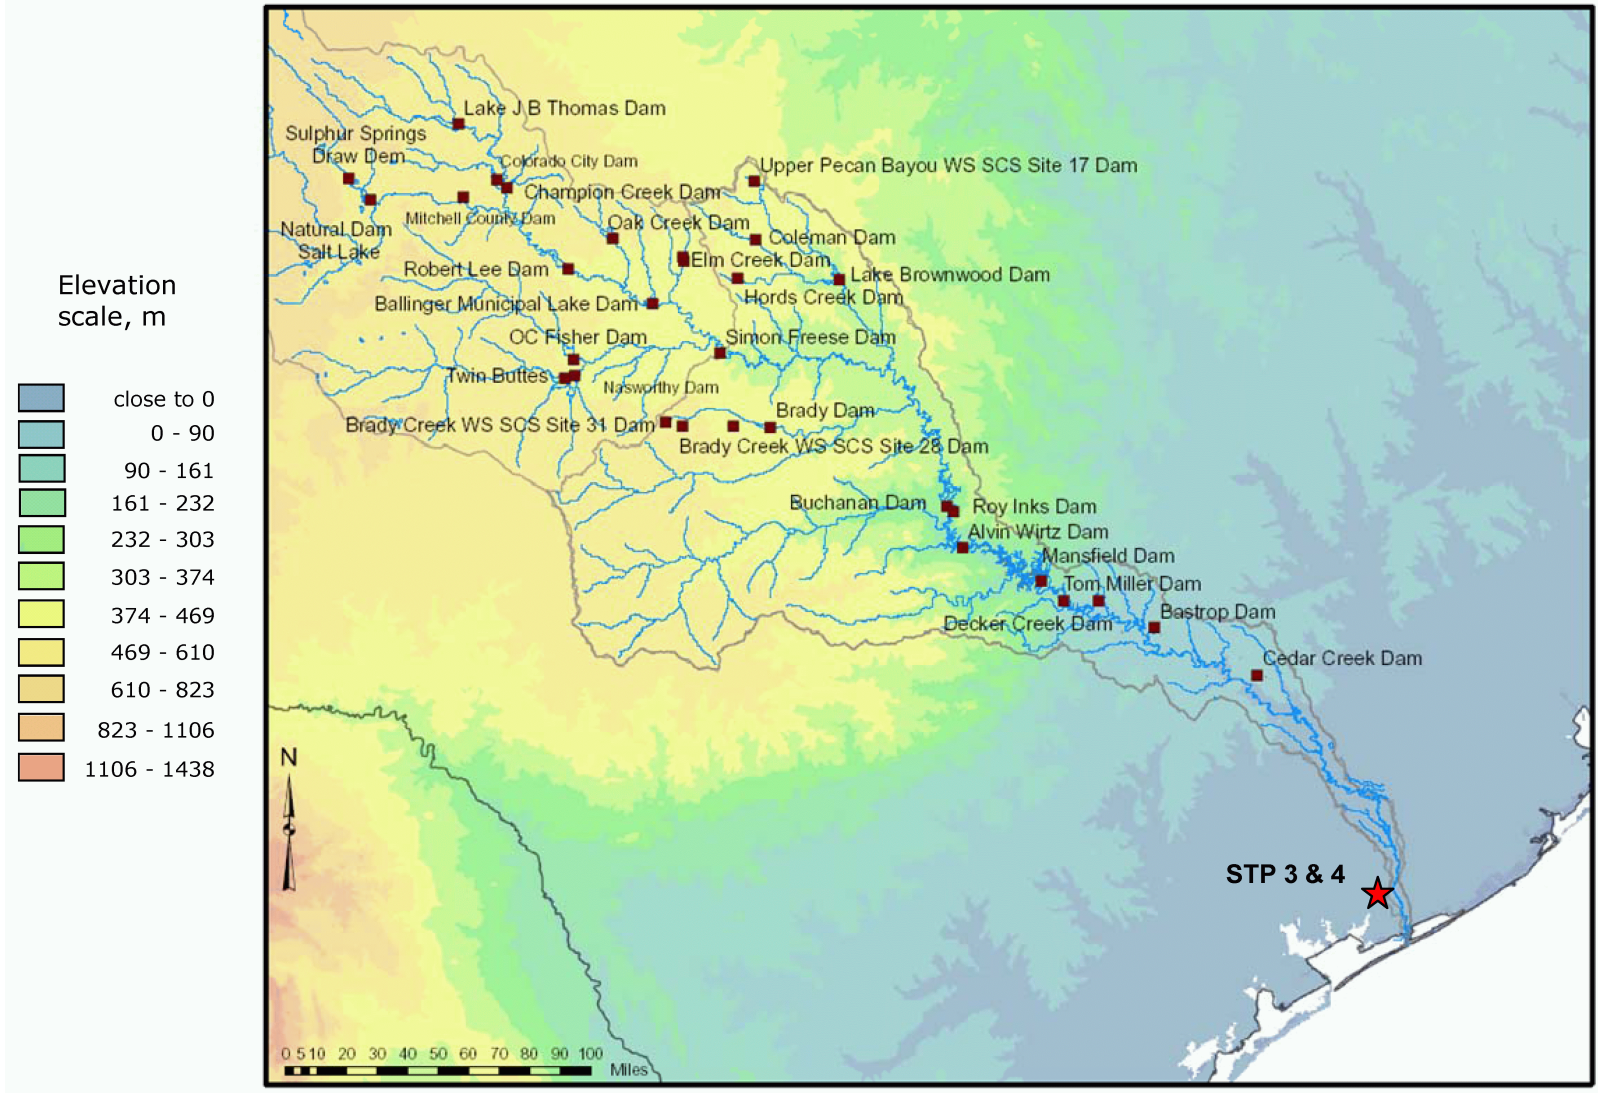 Lake J B Thomas Dam
Sulphur Springs
Draw Dem
Colorado City Dam
Upper Pecan Bayou WS SCS Site 17 Dam
Champion Creek Dam
Mitchell County Dam
Natural Dam
Salt Lake
Oak Creek Dam
Coleman Dam
Elm Creek Dam
Robert Lee Dam
Lake Brownwood Dam
Hords Creek Dam
Ballinger Municipal Lake Dam
Elevation
scale, m
OC Fisher Dam
Simon Freese Dam
Twin Buttes
Nasworthy Dam
close to 0
0 - 90
90 - 161
161 - 232
232 - 303
303 - 374
374 - 469
469 - 610
610 - 823
823 - 1106
1106 - 1438
Brady Dam
Brady Creek WS SCS Site 31 Dam
Brady Creek WS SCS Site 28 Dam
Buchanan Dam
Roy Inks Dam
Alvin Wirtz Dam
Mansfield Dam
Tom Miller Dam
Decker Creek Dam
Bastrop Dam
Cedar Creek Dam
N
STP 3 & 4
0 5 10 20 30 40 50 60 70 80 90 100
Miles